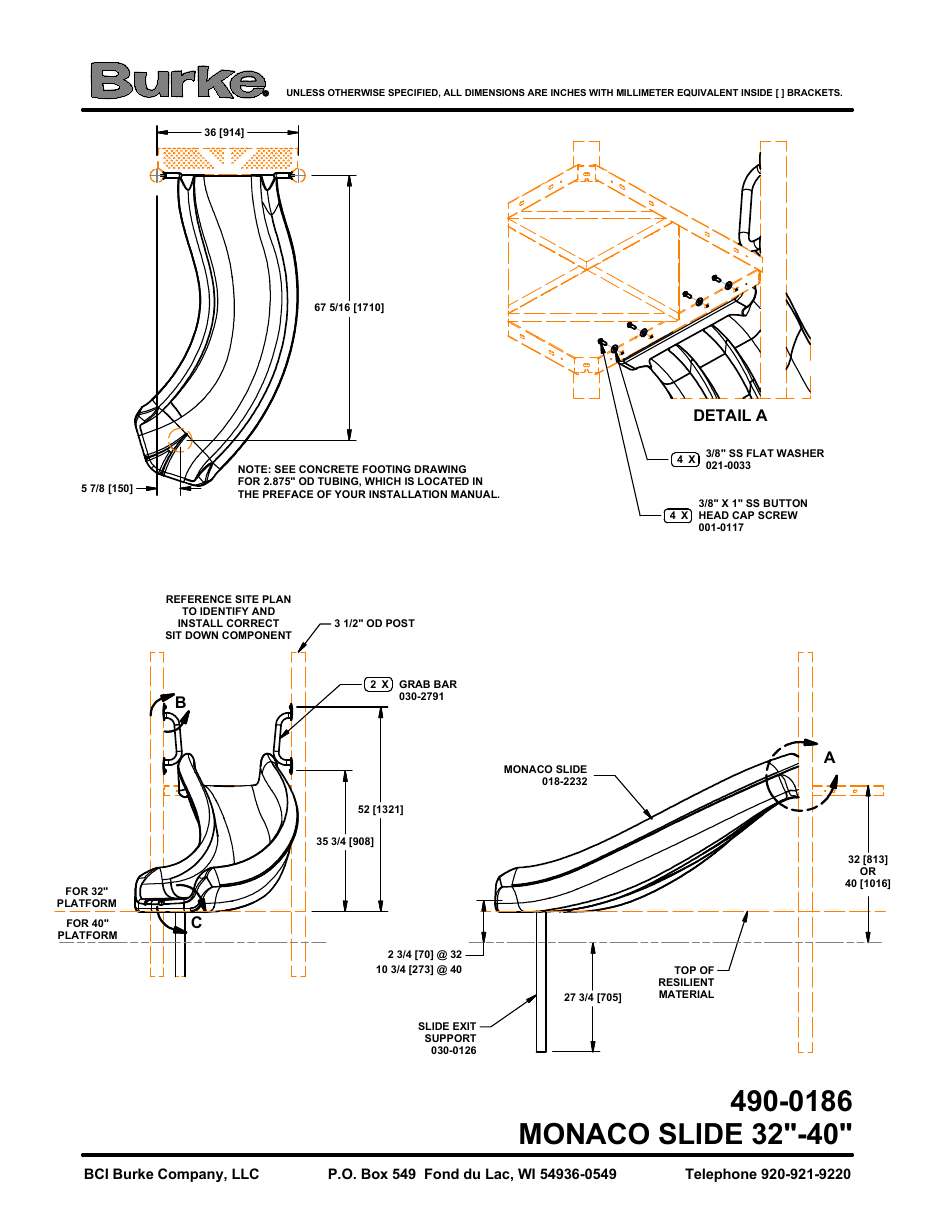 Burke
UNLESS OTHERWISE SPECIFIED, ALL DIMENSIONS ARE INCHES WITH MILLIMETER EQUIVALENT INSIDE [ ] BRACKETS.
36 [914]
67 5/16 [1710]
5 7/8 [150]
NOTE: SEE CONCRETE FOOTING DRAWING
FOR 2.875" OD TUBING, WHICH IS LOCATED IN
THE PREFACE OF YOUR INSTALLATION MANUAL.
DETAIL A
4 X
3/8" SS FLAT WASHER
021-0033
4 X
3/8" X 1" SS BUTTON
HEAD CAP SCREW
001-0117
REFERENCE SITE PLAN
TO IDENTIFY AND
INSTALL CORRECT
SIT DOWN COMPONENT
3 1/2" OD POST
2 X
GRAB BAR
030-2791
B
52 [1321]
35 3/4 [908]
FOR 32"
PLATFORM
FOR 40"
PLATFORM
C
MONACO SLIDE
018-2232
A
32 [813]
OR
40 [1016]
2 3/4 [70] @ 32
10 3/4 [273] @ 40
27 3/4 [705]
TOP OF
RESILIENT
MATERIAL
SLIDE EXIT
SUPPORT
030-0126
490-0186
MONACO SLIDE 32"-40"
BCI Burke Company, LLC
P.O. Box 549 Fond du Lac, WI 54936-0549
Telephone 920-921-9220